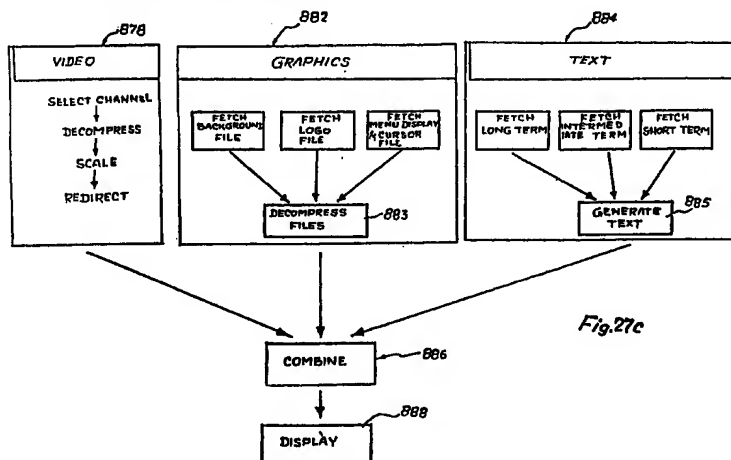 878
VIDEO
SELECT CHANNEL
DECOMPRESS
SCALE
REDIRECT
882
GRAPHICS
FETCH
BACKGROUND
FILE
FETCH
LOGO
FILE
FETCH
MENU DISPLAY
& CURSOR
FILE
DECOMPRESS
FILES
883
884
TEXT
FETCH
LONG TERM
FETCH
INTERMED
IATE TERM
FETCH
SHORT TERM
GENERATE
TEXT
885
COMBINE
886
DISPLAY
888
Fig.27c